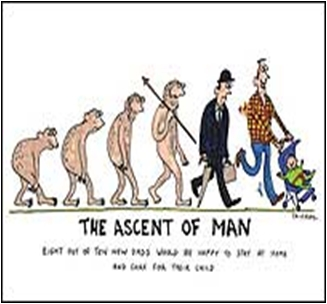 THE ASCENT OF MAN
EIGHT OUT OF TEN NEW DADS WOULD BE HAPPY TO STAY AT HOME
AND CARE FOR THEIR CHILD